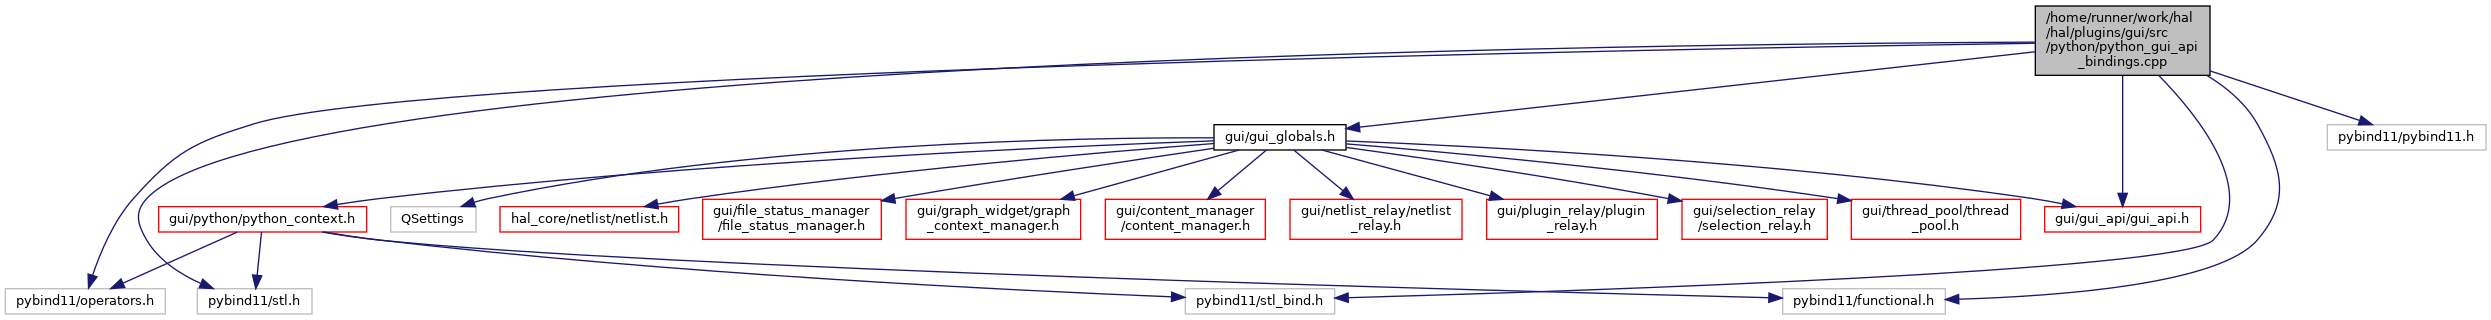 /home/runner/work/hal
/hal/plugins/gui/src
/python/python_gui_api
_bindings.cpp
gui/gui_globals.h
pybind11/pybind11.h
gui/python/python_context.h
QSettings
hal_core/netlist/netlist.h
gui/file_status_manager
/file_status_manager.h
gui/graph_widget/graph
_context_manager.h
gui/content_manager
/content_manager.h
gui/netlist_relay/netlist
_relay.h
gui/plugin_relay/plugin
_relay.h
gui/selection_relay
/selection_relay.h
gui/thread_pool/thread
_pool.h
gui/gui_api/gui_api.h
pybind11/operators.h
pybind11/stl.h
pybind11/stl_bind.h
pybind11/functional.h